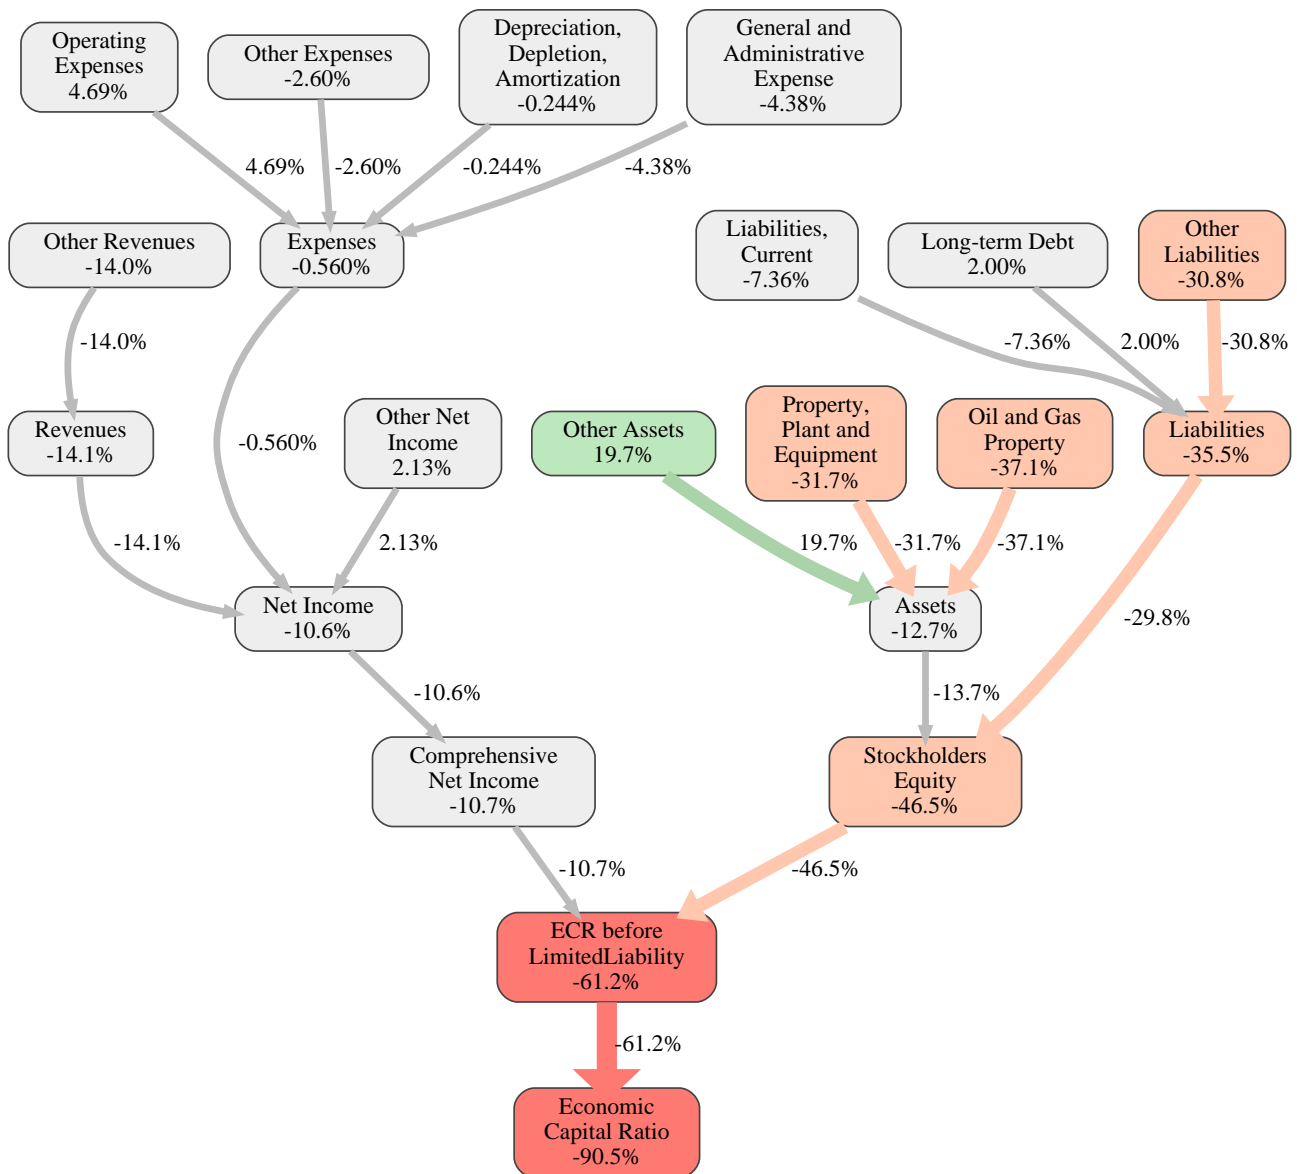 Operating
Expenses
4.69%
Other Expenses
-2.60%
Depreciation,
Depletion,
Amortization
-0.244%
General and
Administrative
Expense
-4.38%
4.69%
-2.60%
-0.244%
-4.38%
Other Revenues
-14.0%
Expenses
-0.560%
Liabilities,
Current
-7.36%
Long-term Debt
2.00%
Other
Liabilities
-30.8%
-14.0%
-7.36%
2.00%
-30.8%
Revenues
-14.1%
-0.560%
Other Net
Income
2.13%
Other Assets
19.7%
Property,
Plant and
Equipment
-31.7%
Oil and Gas
Property
-37.1%
Liabilities
-35.5%
-14.1%
2.13%
19.7%
-31.7%
-37.1%
Net Income
-10.6%
Assets
-12.7%
-29.8%
-10.6%
-13.7%
Comprehensive
Net Income
-10.7%
Stockholders
Equity
-46.5%
-10.7%
-46.5%
ECR before
LimitedLiability
-61.2%
-61.2%
Economic
Capital Ratio
-90.5%